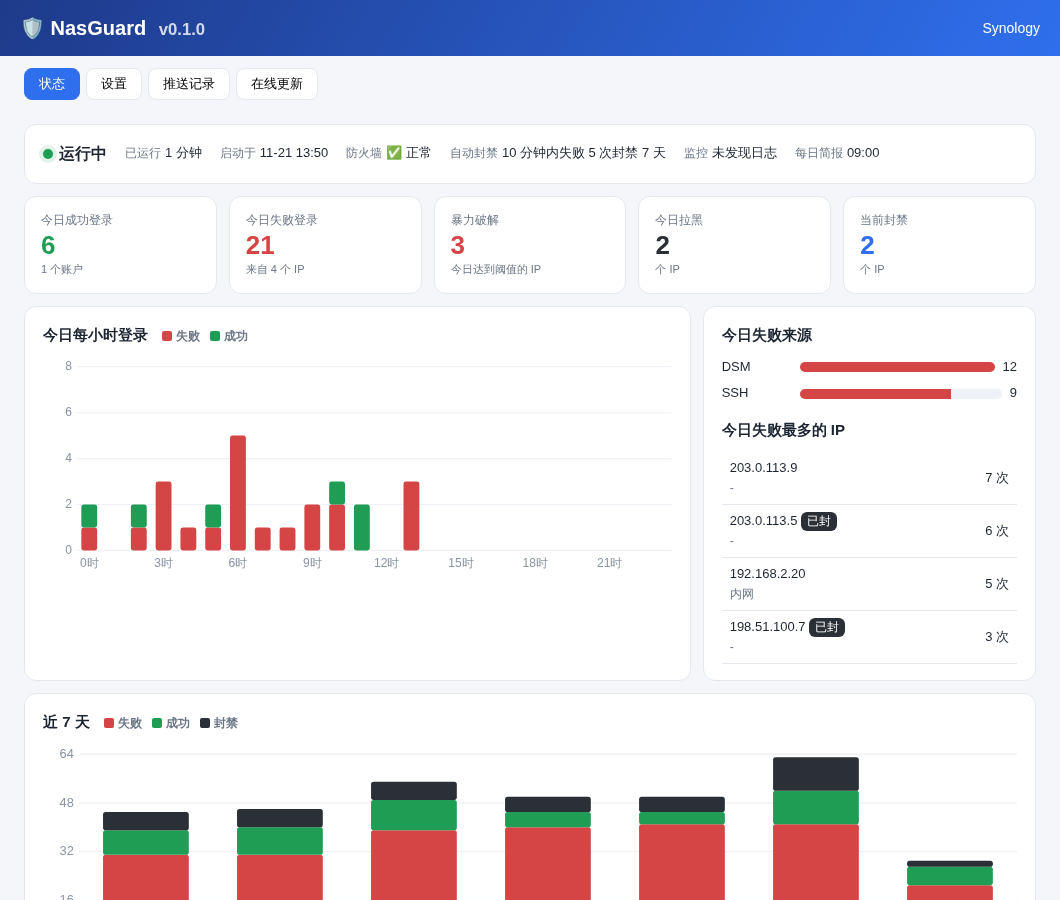 NasGuard v0.1.0
Synology
状态 设置 推送记录 在线更新
运行中 已运行 1 分钟 启动于 11-21 13:50 防火墙 ✅ 正常 自动封禁 10 分钟内失败 5 次封禁 7 天 监控 未发现日志 每日简报 09:00
今日成功登录
6
1 个账户
今日失败登录
21
来自 4 个 IP
暴力破解
3
今日达到阈值的 IP
今日拉黑
2
个 IP
当前封禁
2
个 IP
今日每小时登录 失败 成功
8
6
4
2
0
0时 3时 6时 9时 12时 15时 18时 21时
今日失败来源
DSM 12
SSH 9
今日失败最多的 IP
203.0.113.9
-
7 次
203.0.113.5 已封
-
6 次
192.168.2.20
内网
5 次
198.51.100.7 已封
-
3 次
近 7 天 失败 成功 封禁
64
48
32
16